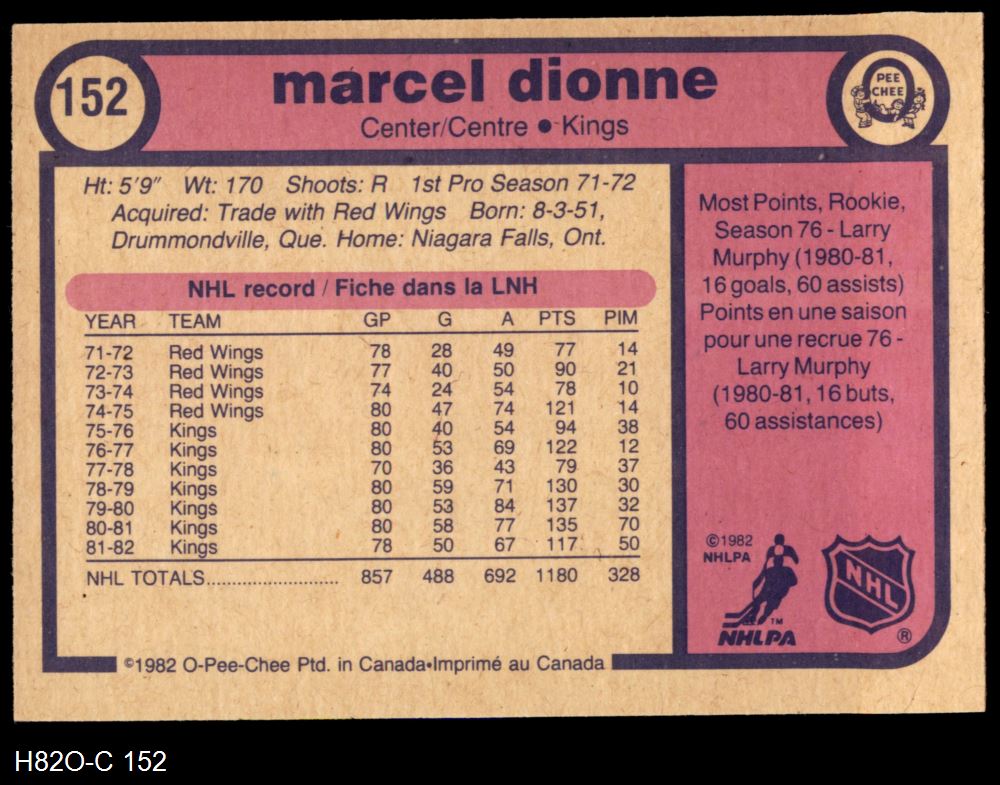 152
marcel dionne
Center/Centre • Kings
PEE
CHEE
Ht: 5'9" Wt: 170 Shoots: R 1st Pro Season 71-72
Acquired: Trade with Red Wings Born: 8-3-51,
Drummondville, Que. Home: Niagara Falls, Ont.
NHL record / Fiche dans la LNH
YEAR TEAM GP G A PTS PIM
71-72 Red Wings 78 28 49 77 14
72-73 Red Wings 77 40 50 90 21
73-74 Red Wings 74 24 54 78 10
74-75 Red Wings 80 47 74 121 14
75-76 Kings 80 40 54 94 38
76-77 Kings 80 53 69 122 12
77-78 Kings 70 36 43 79 37
78-79 Kings 80 59 71 130 30
79-80 Kings 80 53 84 137 32
80-81 Kings 80 58 77 135 70
81-82 Kings 78 50 67 117 50
NHL TOTALS........................ 857 488 692 1180 328
Most Points, Rookie,
Season 76 - Larry
Murphy (1980-81,
16 goals, 60 assists)
Points en une saison
pour une recrue 76 -
Larry Murphy
(1980-81, 16 buts,
60 assistances)
©1982
NHLPA
TM
NHLPA
NHL
®
©1982 O-Pee-Chee Ptd. in Canada•Imprimé au Canada
H82O-C 152